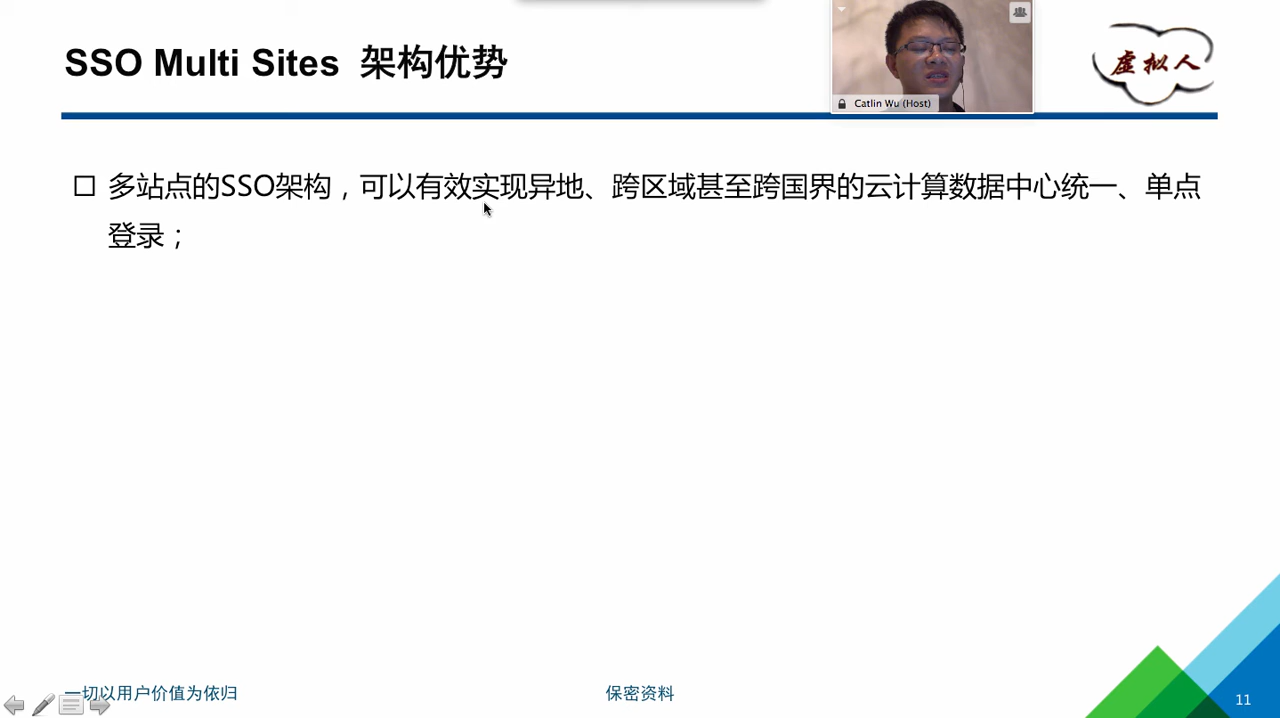 SSO Multi Sites 架构优势
Catlin Wu (Host)
虚拟人
多站点的SSO架构，可以有效实现异地、跨区域甚至跨国界的云计算数据中心统一、单点
登录；
一切以用户价值为依归
保密资料
11